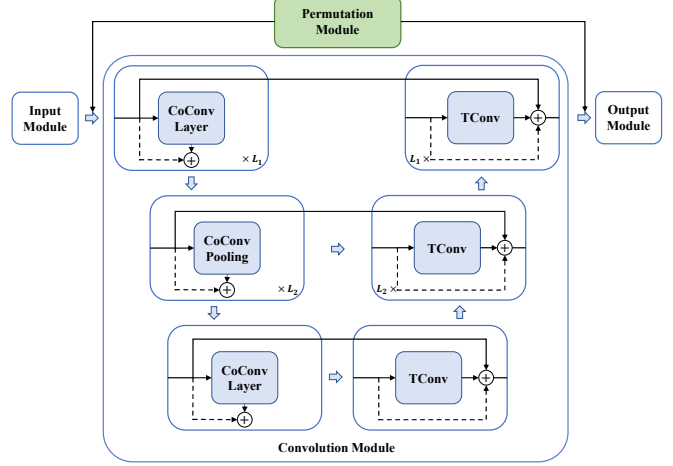 Permutation
Module
Input
Module
CoConv
Layer
× L₁
TConv
L₁ ×
Output
Module
CoConv
Pooling
× L₂
TConv
L₂ ×
CoConv
Layer
TConv
Convolution Module